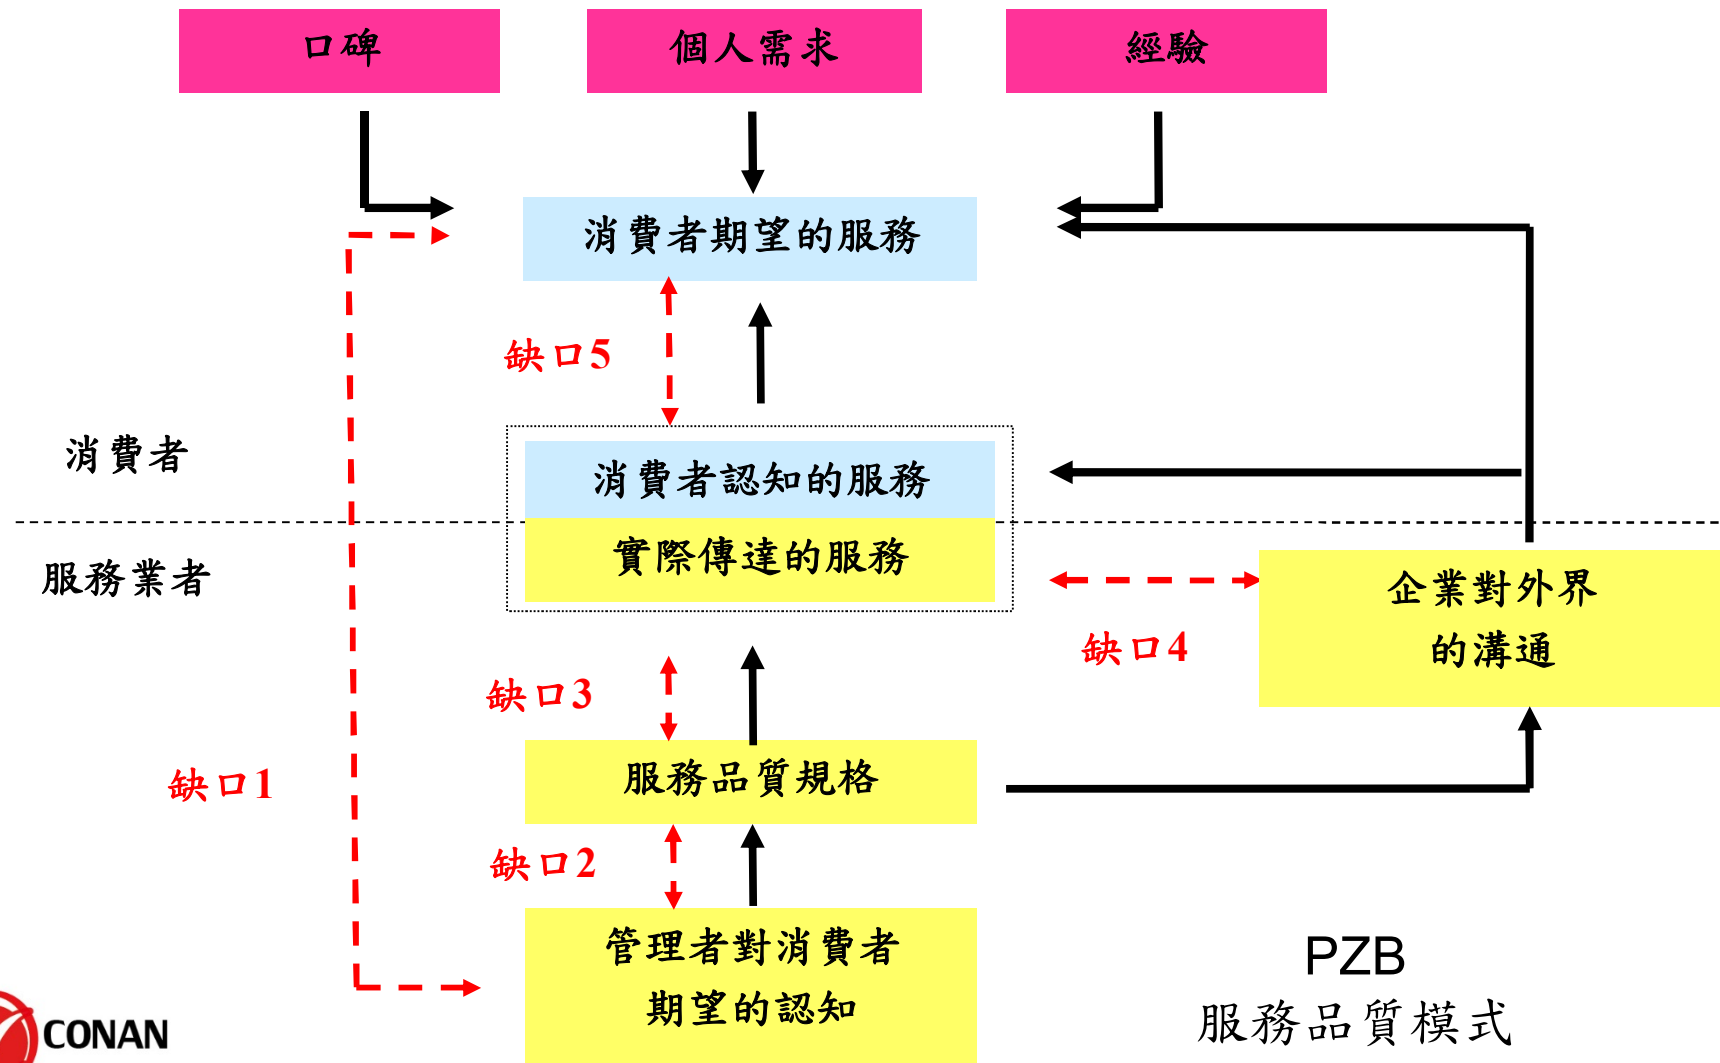 口碑
個人需求
經驗
消費者期望的服務
缺口5
消費者
消費者認知的服務
實際傳達的服務
服務業者
企業對外界
的溝通
缺口4
缺口3
服務品質規格
缺口1
缺口2
管理者對消費者
期望的認知
PZB
服務品質模式
CONAN